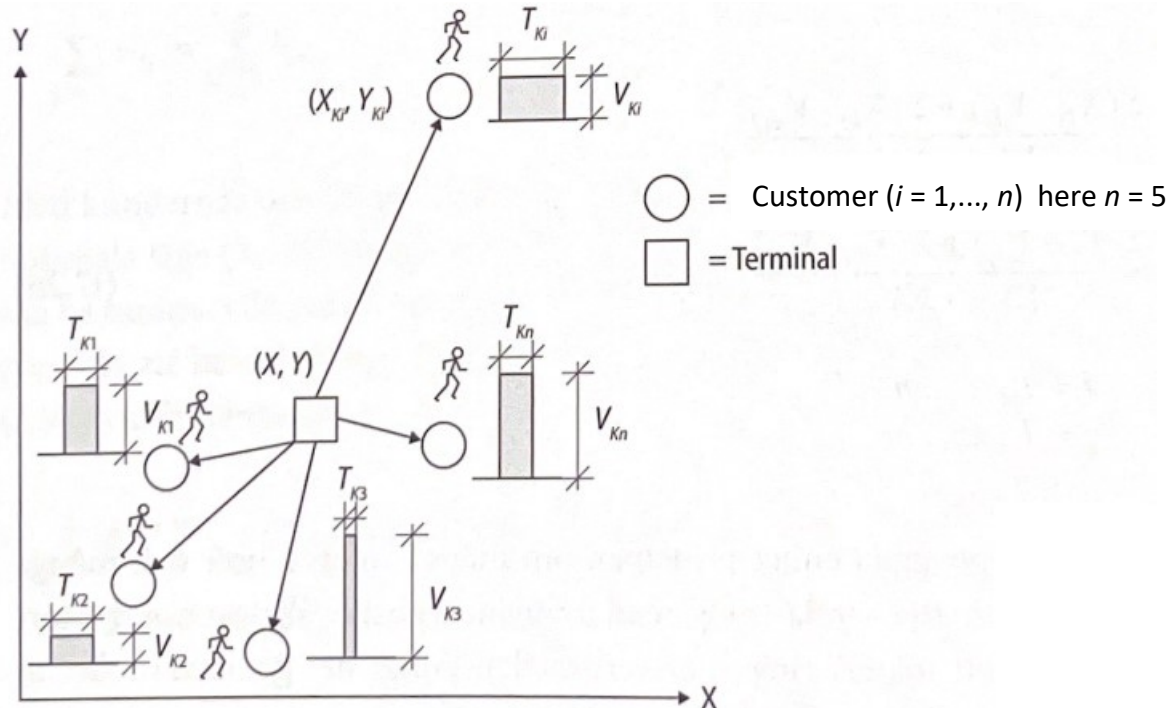 Y
T_Ki
V_Ki
(X_Ki, Y_Ki)
= Customer (i = 1,..., n) here n = 5
= Terminal
T_K1
V_K1
(X, Y)
T_Kn
V_Kn
T_K3
V_K3
T_K2
V_K2
X